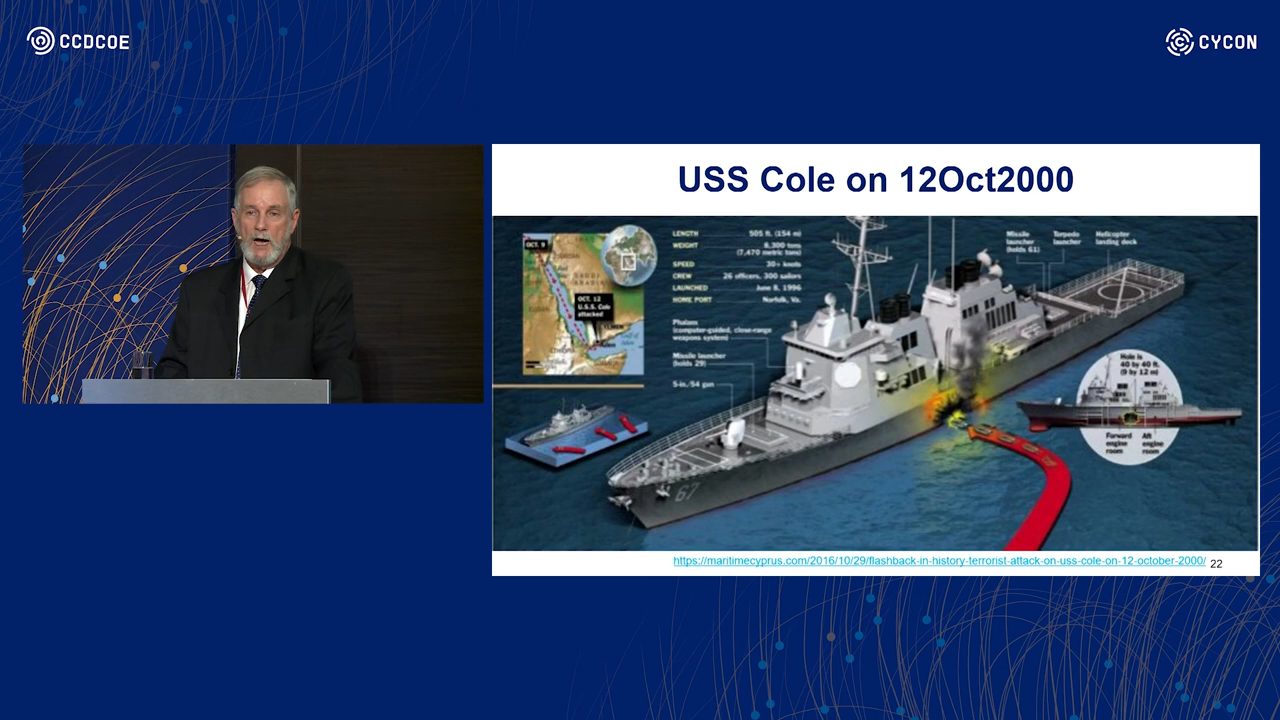 CCDCOE
CYCON
USS Cole on 12Oct2000
OCT. 9
SAUDI
ARABIA
OCT. 12
U.S.S. Cole
attacked
LENGTH 505 ft. (154 m)
WEIGHT 8,300 tons
(7,470 metric tons)
SPEED 30+ knots
CREW 26 officers, 300 sailors
LAUNCHED June 8, 1996
HOME PORT Norfolk, Va.
Phalanx
(computer-guided, close-range
weapons system)
Missile launcher
(holds 29)
5-in./54 gun
Missile
launcher
(holds 61)
Torpedo
launcher
Helicopter
landing deck
Hole is
40 by 40 ft.
(9 by 12 m)
Forward
engine
room
Aft
engine
room
67
https://maritimecyprus.com/2016/10/29/flashback-in-history-terrorist-attack-on-uss-cole-on-12-october-2000/
22